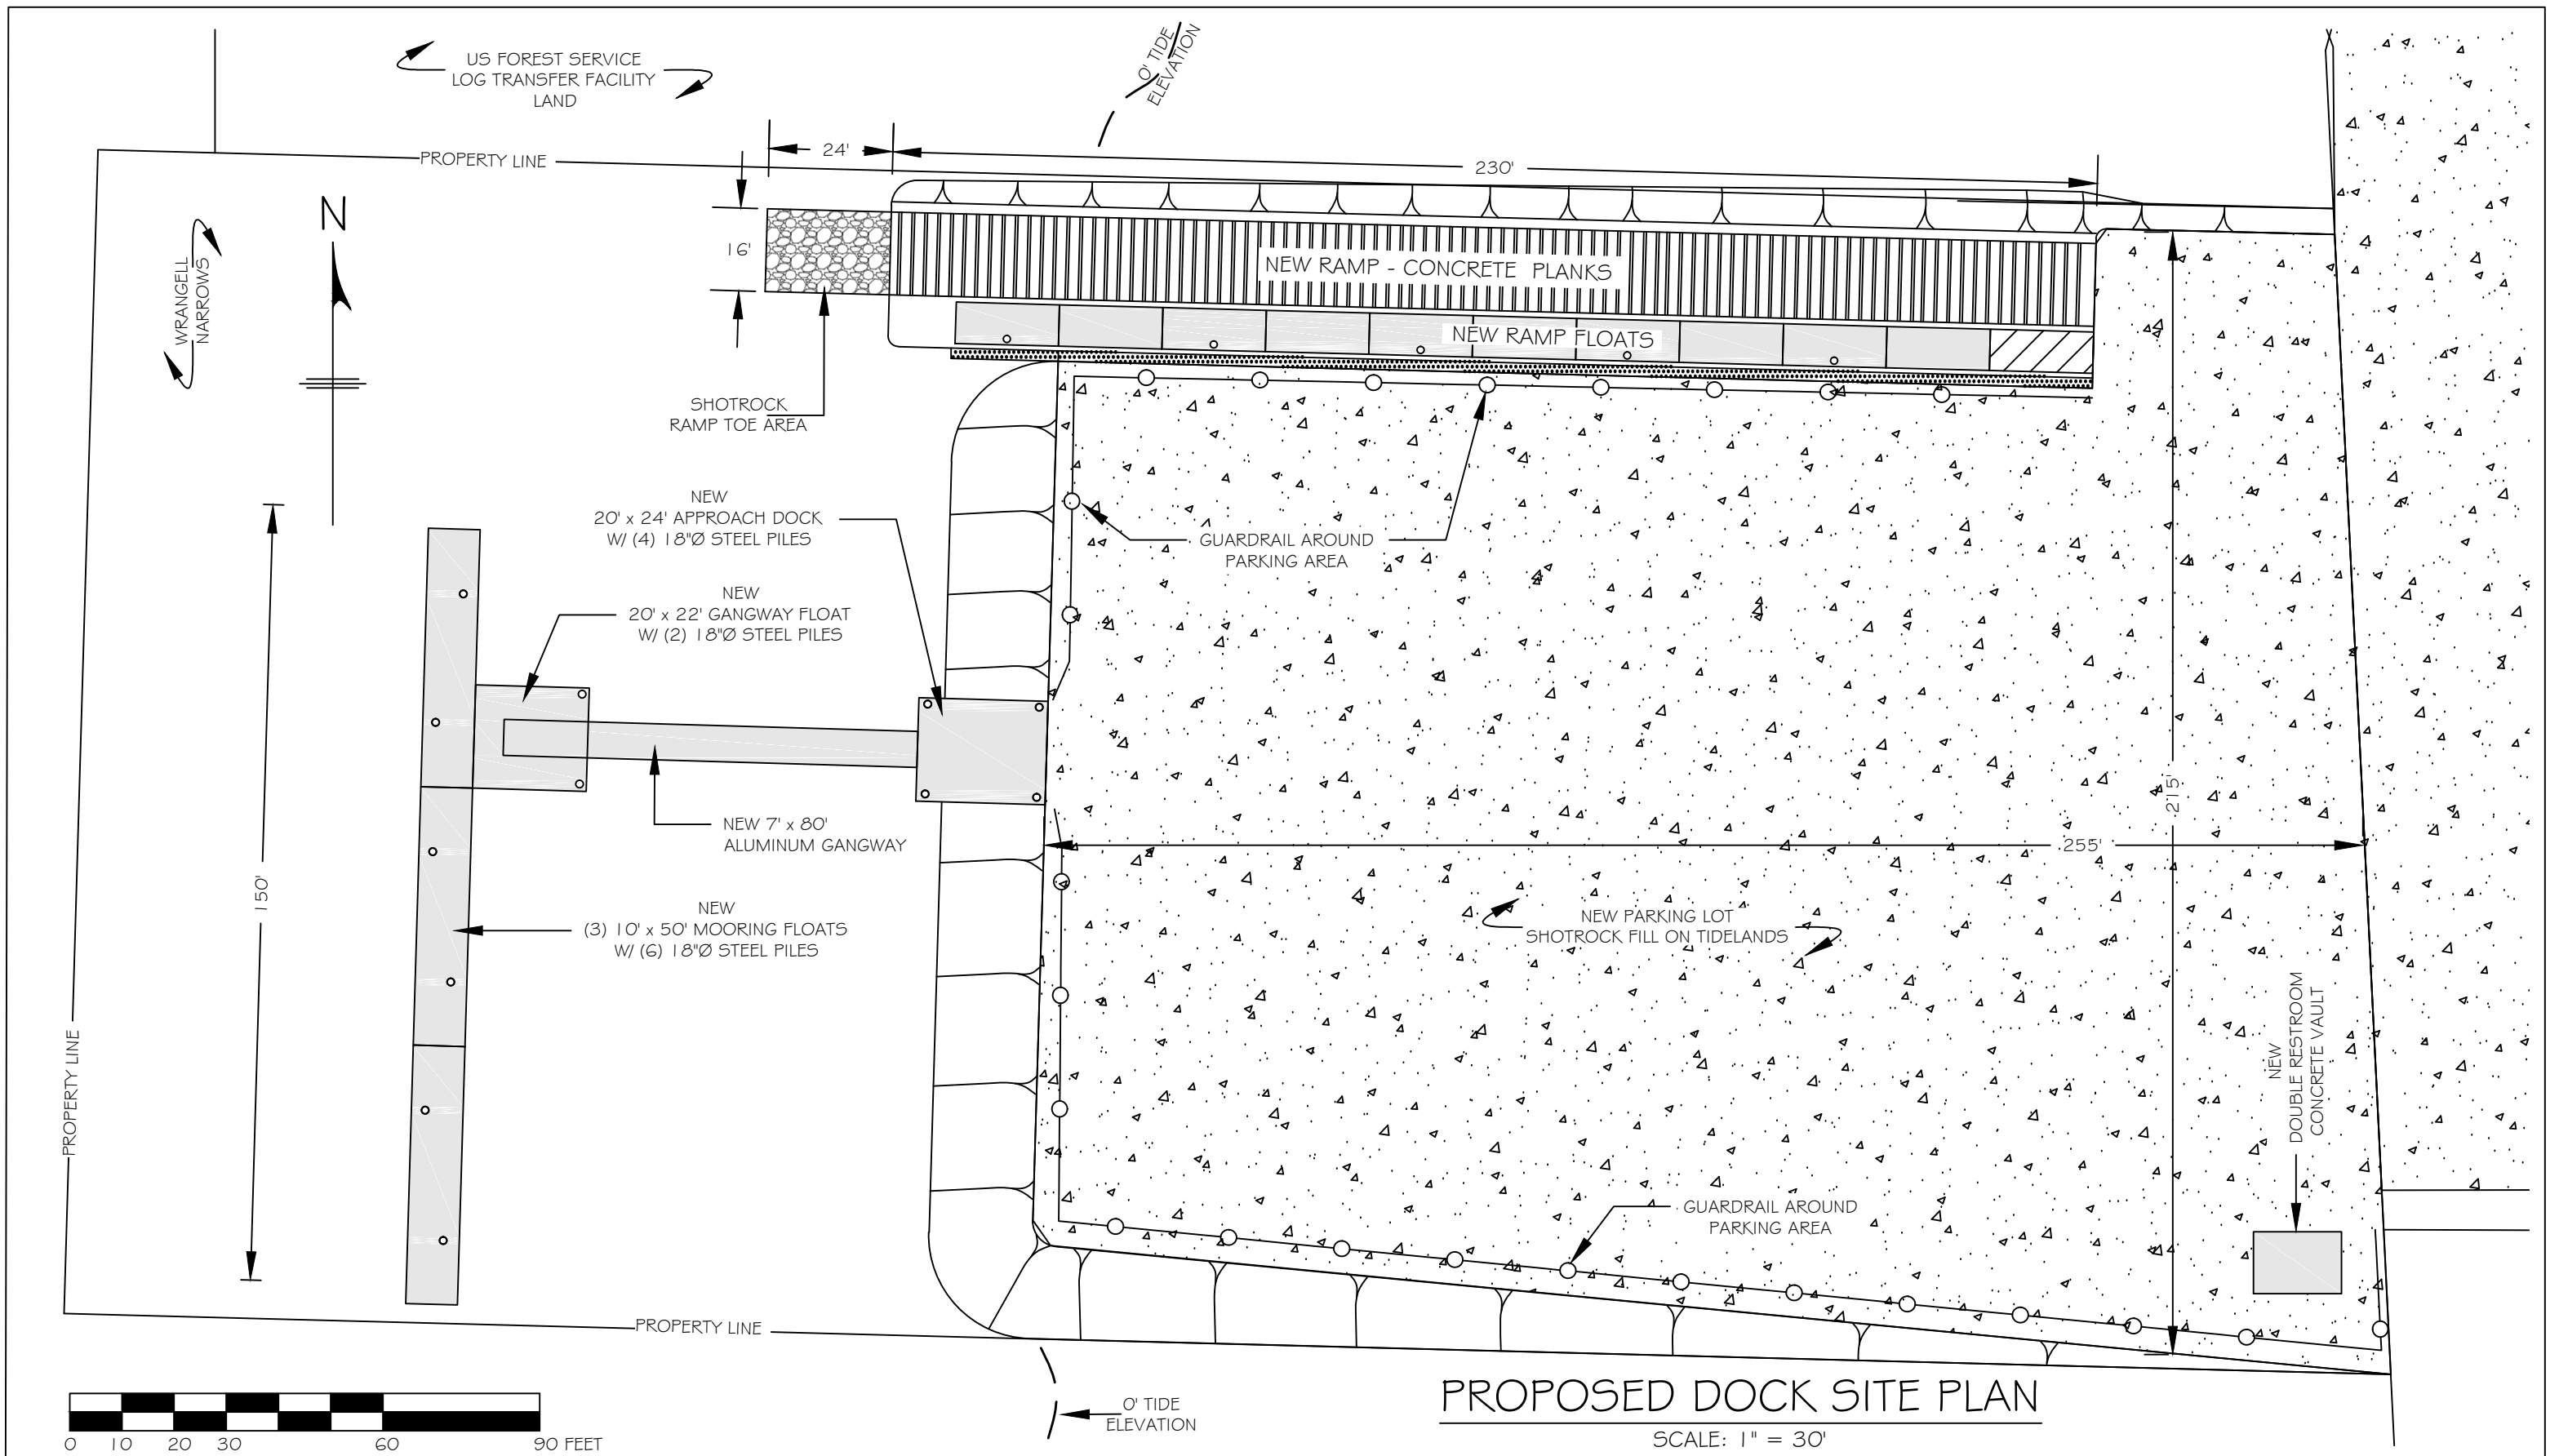 US FOREST SERVICE
LOG TRANSFER FACILITY
LAND
0' TIDE
ELEVATION
PROPERTY LINE
24'
230'
N
16'
WRANGELL
NARROWS
NEW RAMP - CONCRETE PLANKS
NEW RAMP FLOATS
SHOTROCK
RAMP TOE AREA
NEW
20' x 24' APPROACH DOCK
W/ (4) 18"Ø STEEL PILES
GUARDRAIL AROUND
PARKING AREA
NEW
20' x 22' GANGWAY FLOAT
W/ (2) 18"Ø STEEL PILES
NEW 7' x 80'
ALUMINUM GANGWAY
215'
255'
150'
NEW
(3) 10' x 50' MOORING FLOATS
W/ (6) 18"Ø STEEL PILES
NEW PARKING LOT
SHOTROCK FILL ON TIDELANDS
NEW
DOUBLE RESTROOM
CONCRETE VAULT
PROPERTY LINE
GUARDRAIL AROUND
PARKING AREA
PROPERTY LINE
0' TIDE
ELEVATION
0 10 20 30 60 90 FEET
PROPOSED DOCK SITE PLAN
SCALE: 1" = 30'